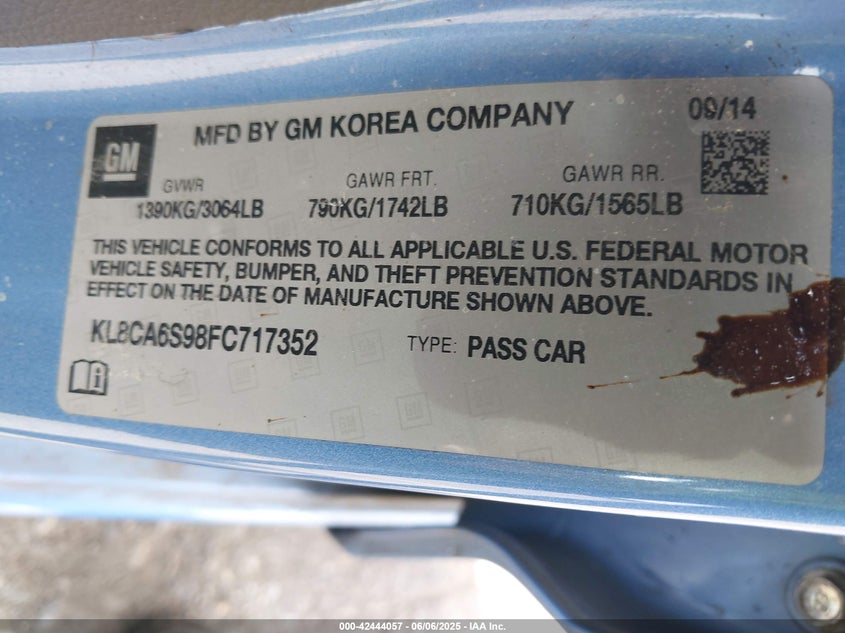 MFD BY GM KOREA COMPANY 09/14
GM
GVWR GAWR FRT. GAWR RR.
1390KG/3064LB 790KG/1742LB 710KG/1565LB
THIS VEHICLE CONFORMS TO ALL APPLICABLE U.S. FEDERAL MOTOR
VEHICLE SAFETY, BUMPER, AND THEFT PREVENTION STANDARDS IN
EFFECT ON THE DATE OF MANUFACTURE SHOWN ABOVE.
KL8CA6S98FC717352 TYPE: PASS CAR
000-42444057 - 06/06/2025 - IAA Inc.